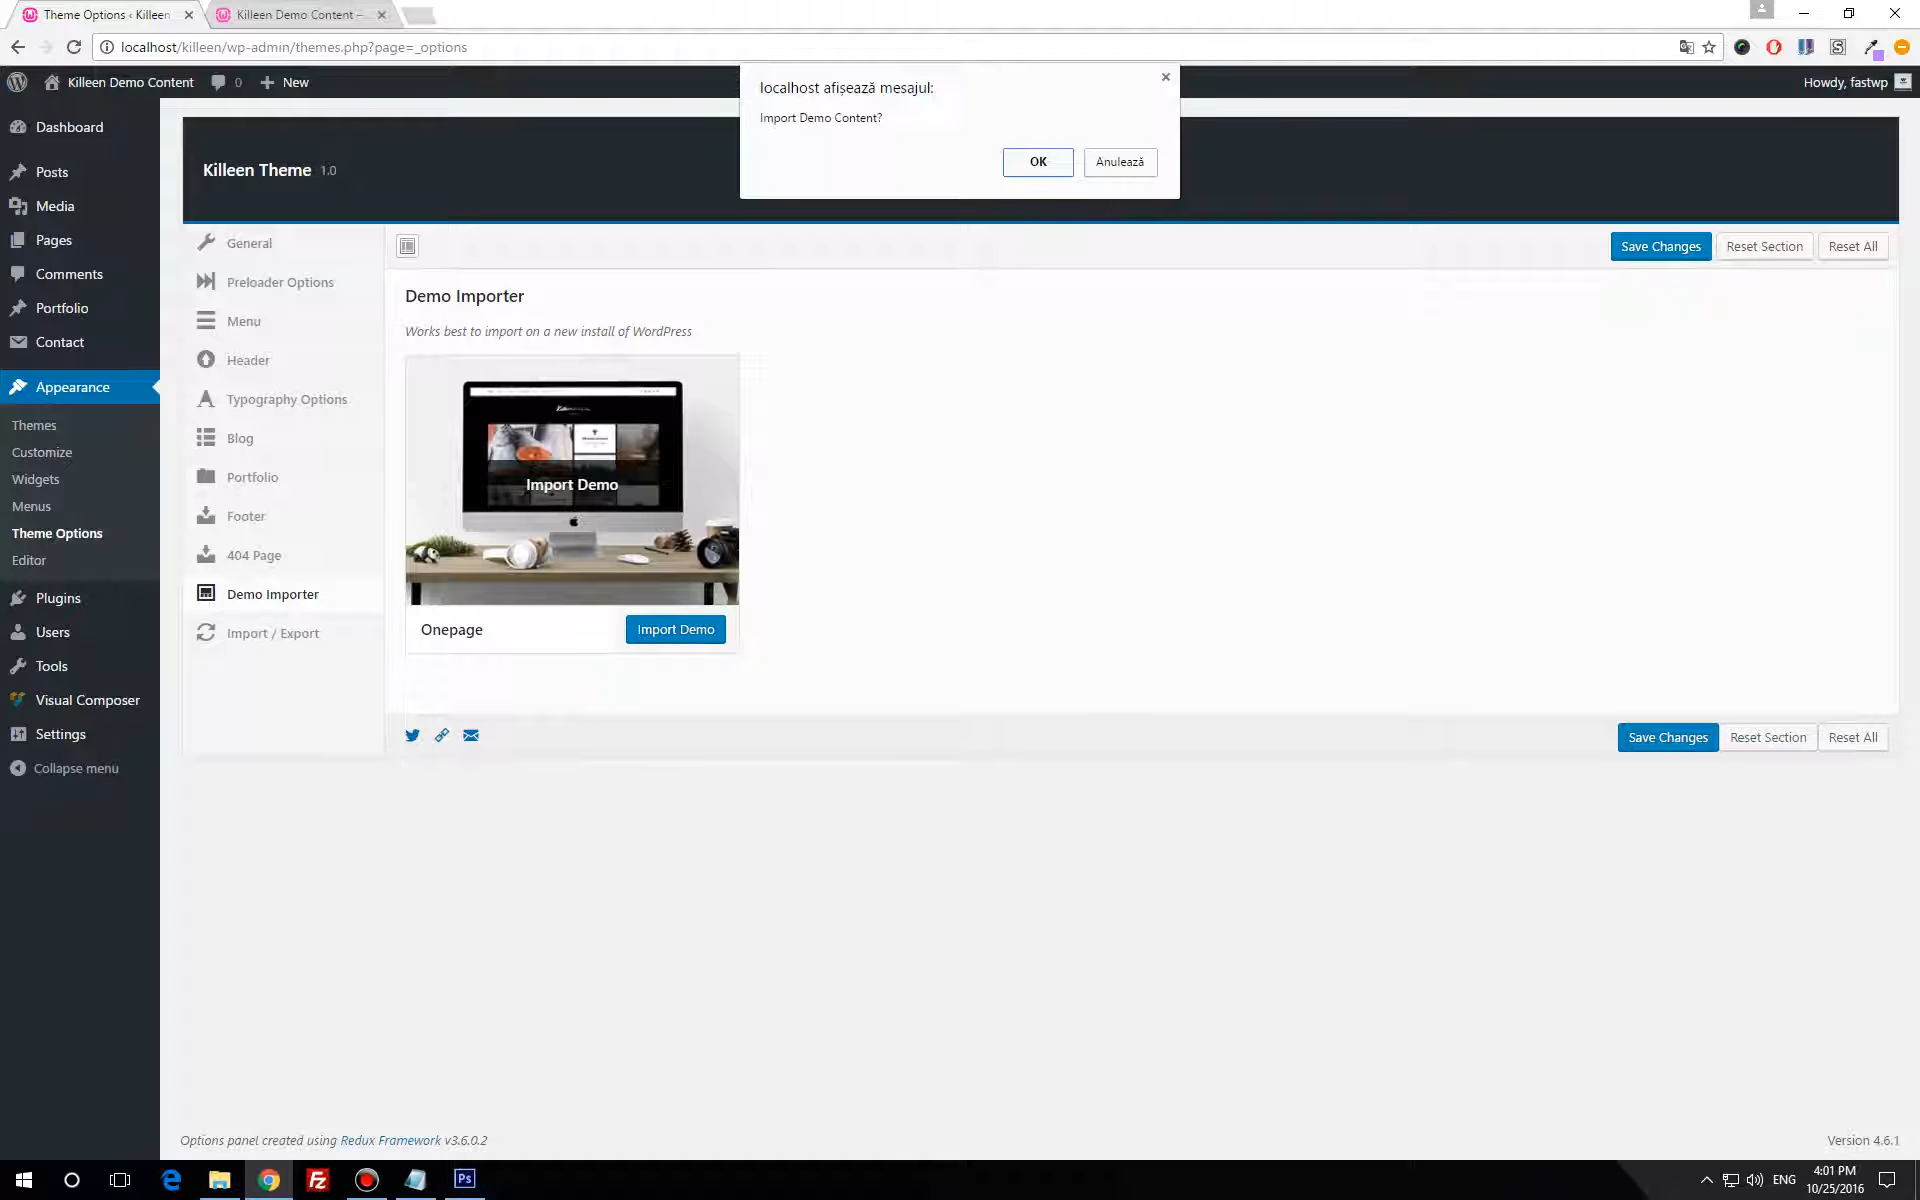 Theme Options ‹ Killeen
Killeen Demo Content –
localhost/killeen/wp-admin/themes.php?page=_options
Killeen Demo Content
0
New
Howdy, fastwp
localhost afișează mesajul:
Import Demo Content?
OK
Anulează
Dashboard
Posts
Media
Pages
Comments
Portfolio
Contact
Appearance
Themes
Customize
Widgets
Menus
Theme Options
Editor
Plugins
Users
Tools
Visual Composer
Settings
Collapse menu
Killeen Theme 1.0
General
Preloader Options
Menu
Header
Typography Options
Blog
Portfolio
Footer
404 Page
Demo Importer
Import / Export
Save Changes
Reset Section
Reset All
Demo Importer
Works best to import on a new install of WordPress
Import Demo
Onepage
Import Demo
Save Changes
Reset Section
Reset All
Options panel created using Redux Framework v3.6.0.2
Version 4.6.1
Ps
ENG
4:01 PM
10/25/2016